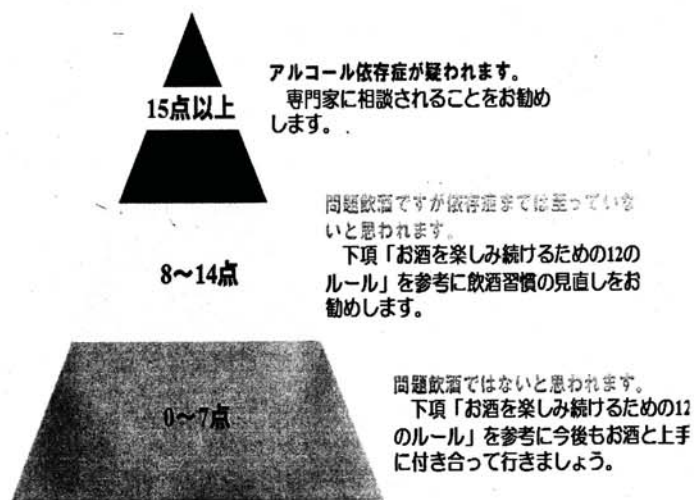 アルコール依存症が疑われます。
専門家に相談されることをお勧め
します。
15点以上
問題飲酒ですが依存症までは至っていな
いと思われます。
下項「お酒を楽しみ続けるための12の
ルール」を参考に飲酒習慣の見直しをお
勧めします。
8〜14点
問題飲酒ではないと思われます。
下項「お酒を楽しみ続けるための12
のルール」を参考に今後もお酒と上手
に付き合って行きましょう。
0〜7点